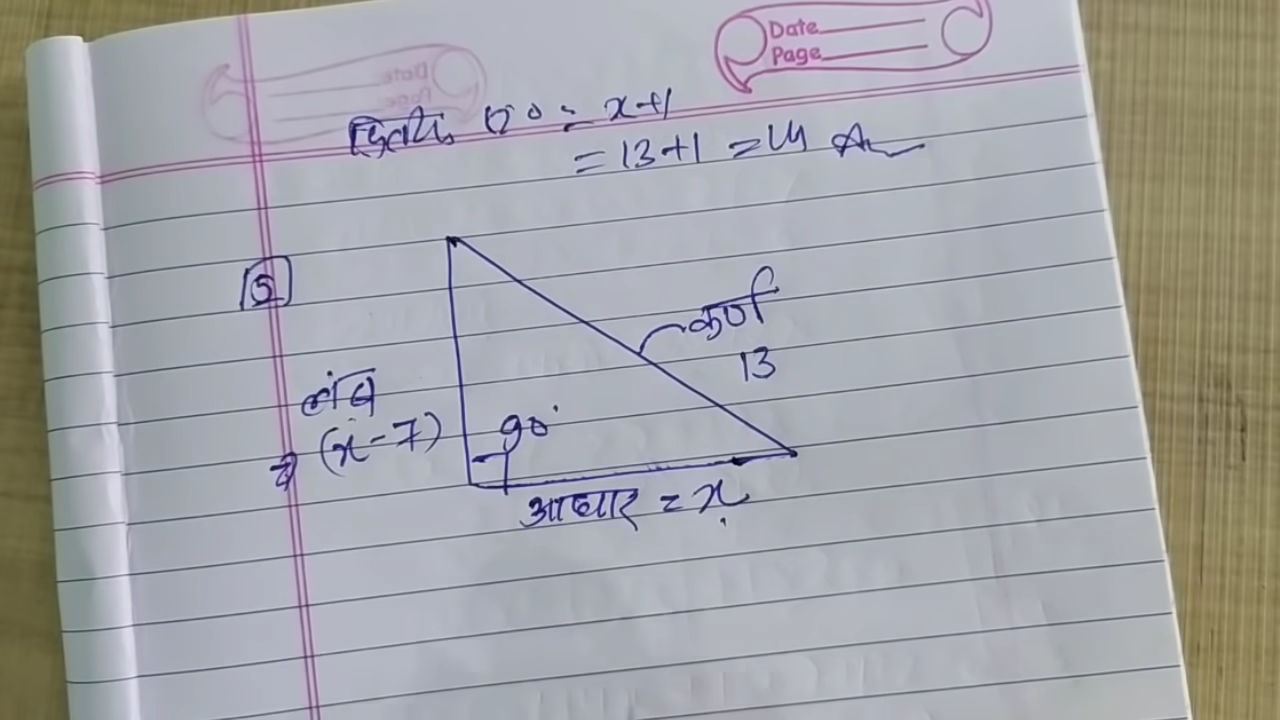 Date
Page
= x+1
= 13+1 = 14 Ans
5
कर्ण
13
लंब
(x-7)
90°
आधार = x